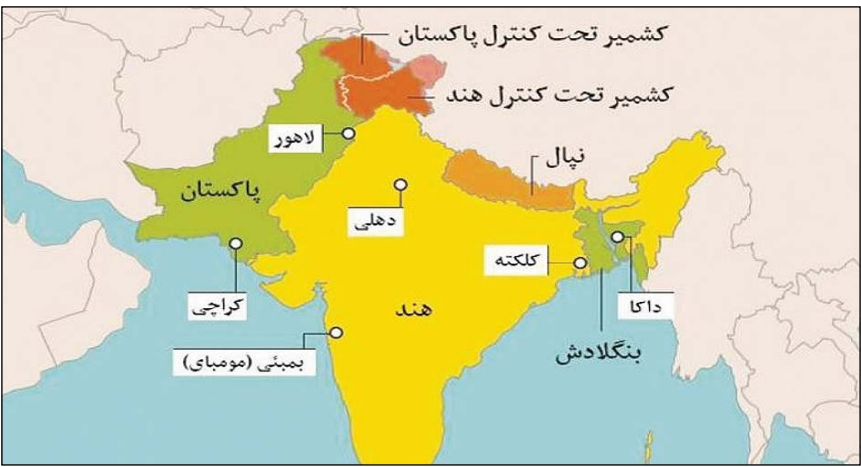 کشمیر تحت کنترل پاکستان
کشمیر تحت کنترل هند
لاهور
نپال
پاکستان
دهلی
کلکته
کراچی
هند
داکا
بمبئی (مومبای)
بنگلادش